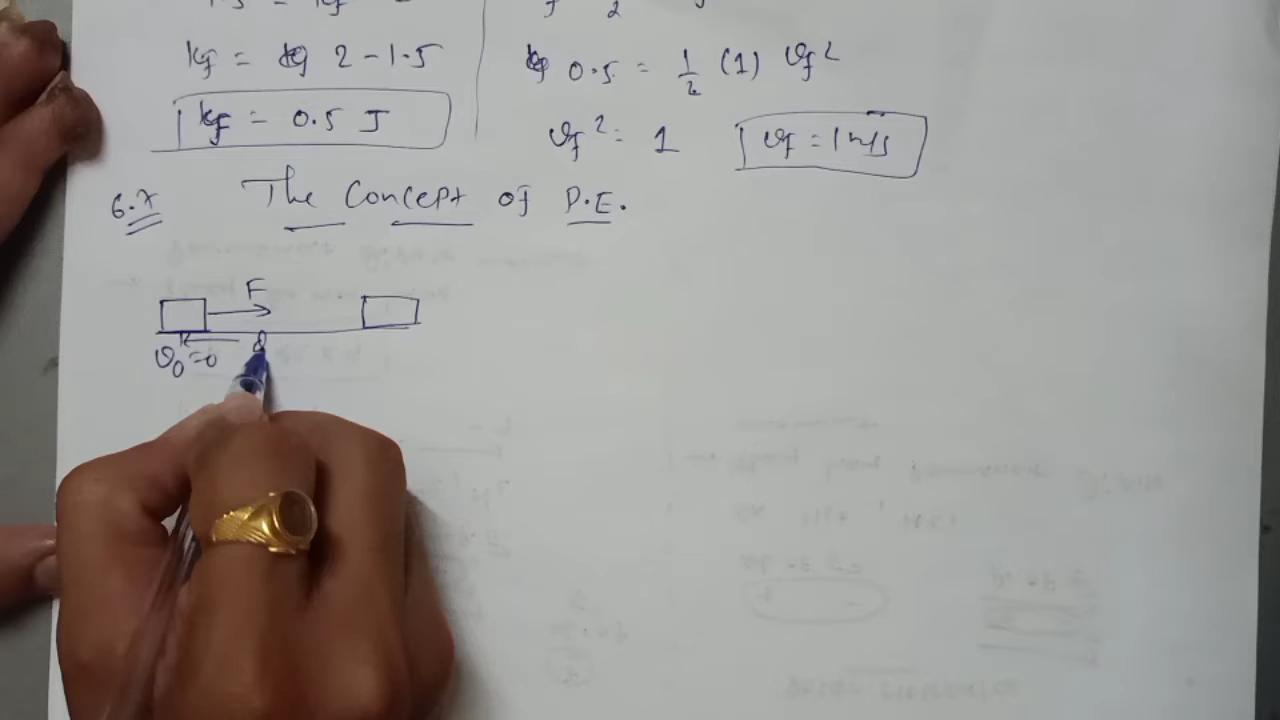 kf = 2 - 1.5
kf = 0.5 J
0.5 = 1/2 (1) vf²
vf² = 1
vf = 1 m/s
6.7 The Concept of P.E.
F
v₀ = 0